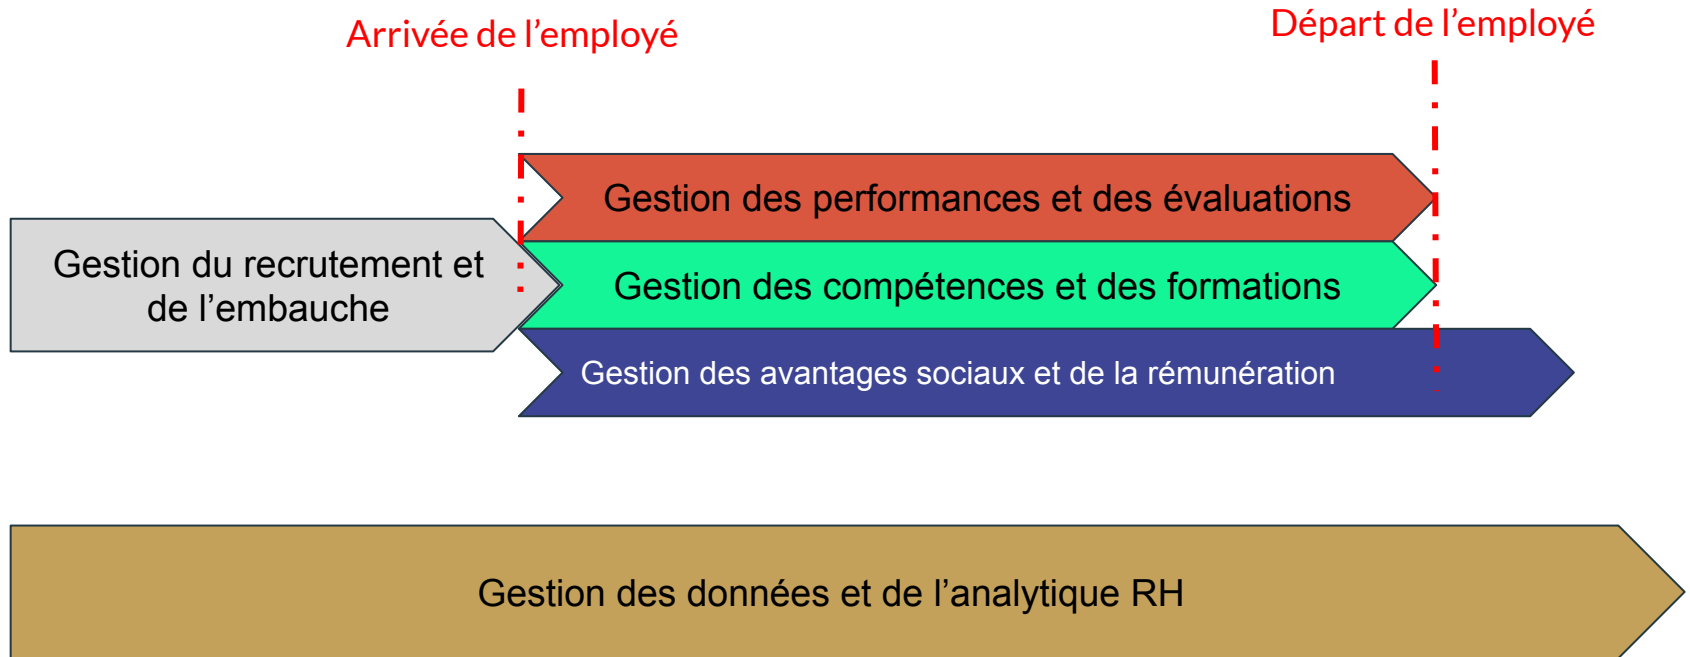 Arrivée de l’employé
Départ de l’employé
Gestion des performances et des évaluations
Gestion du recrutement et
de l’embauche
Gestion des compétences et des formations
Gestion des avantages sociaux et de la rémunération
Gestion des données et de l’analytique RH